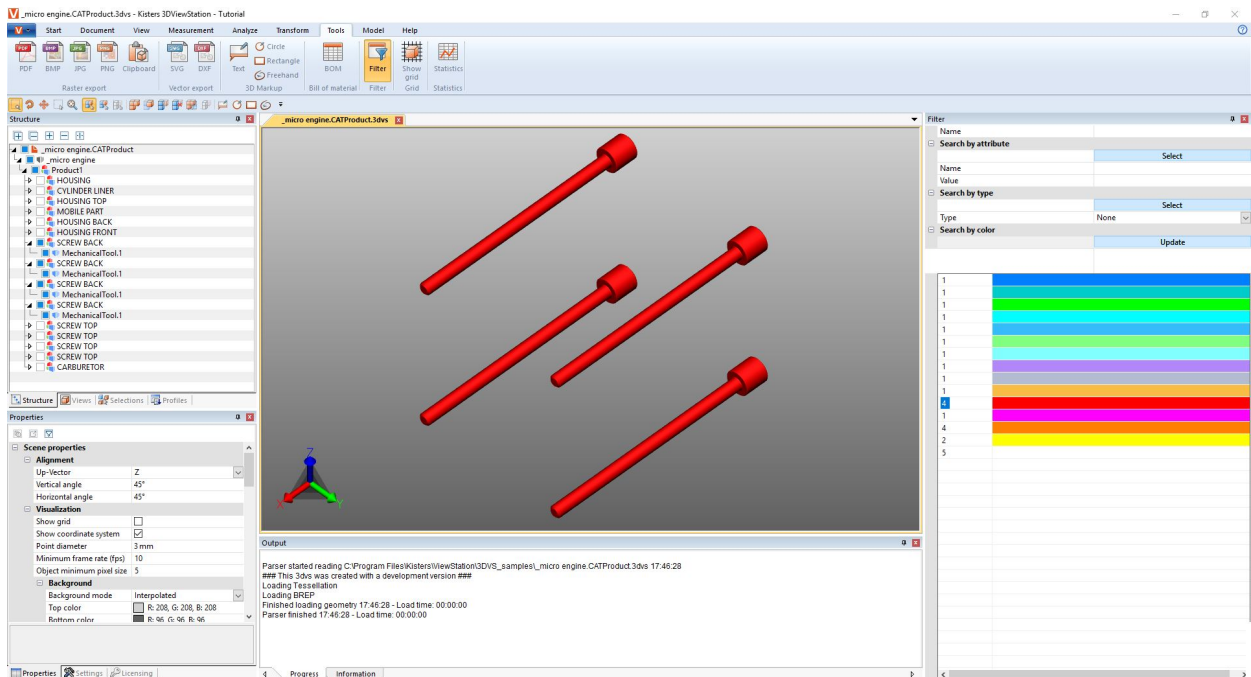 _micro engine.CATProduct.3dvs - Kisters 3DViewStation - Tutorial
Start Document View Measurement Analyze Transform Tools Model Help
PDF BMP JPG PNG Clipboard SVG DXF Text Circle Rectangle Freehand BOM Filter Show grid Statistics
Raster export Vector export 3D Markup Bill of material Filter Grid Statistics
Structure
_micro engine.CATProduct
_micro engine
Product1
HOUSING
CYLINDER LINER
HOUSING TOP
MOBILE PART
HOUSING BACK
HOUSING FRONT
SCREW BACK
MechanicalTool.1
SCREW BACK
MechanicalTool.1
SCREW BACK
MechanicalTool.1
SCREW BACK
MechanicalTool.1
SCREW TOP
SCREW TOP
SCREW TOP
SCREW TOP
CARBURETOR
Structure Views Selections Profiles
Properties
Scene properties
Alignment
Up-Vector Z
Vertical angle 45°
Horizontal angle 45°
Visualization
Show grid
Show coordinate system
Point diameter 3 mm
Minimum frame rate (fps) 10
Object minimum pixel size 5
Background
Background mode Interpolated
Top color R: 208, G: 208, B: 208
Bottom color R: 96, G: 96, B: 96
Properties Settings Licensing
_micro engine.CATProduct.3dvs
Z
X
Y
Output
Parser started reading C:\Program Files\Kisters\ViewStation\3DVS_samples\_micro engine.CATProduct.3dvs 17:46:28
### This 3dvs was created with a development version ###
Loading Tessellation
Loading BREP
Finished loading geometry 17:46:28 - Load time: 00:00:00
Parser finished 17:46:28 - Load time: 00:00:00
Progress Information
Filter
Name
Search by attribute
Select
Name
Value
Search by type
Select
Type None
Search by color
Update
1
1
1
1
1
1
1
1
1
1
4
1
4
2
5